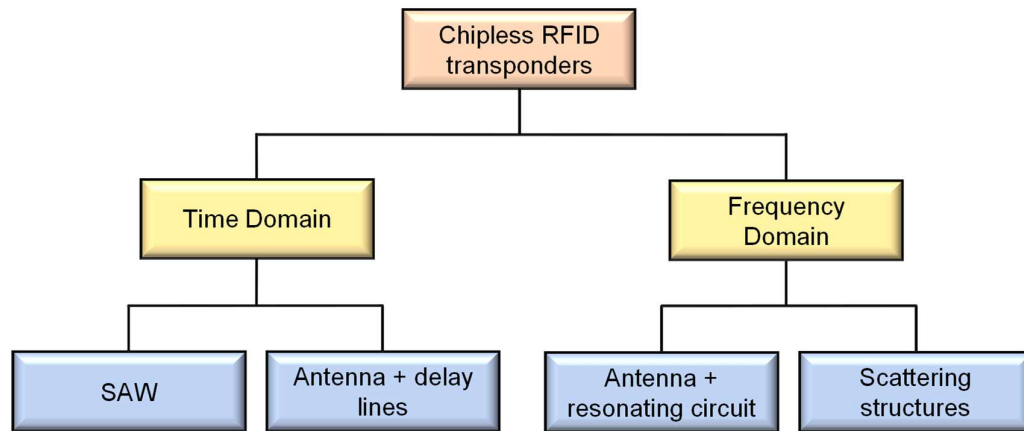 Chipless RFID
transponders
Time Domain
Frequency
Domain
SAW
Antenna + delay
lines
Antenna +
resonating circuit
Scattering
structures